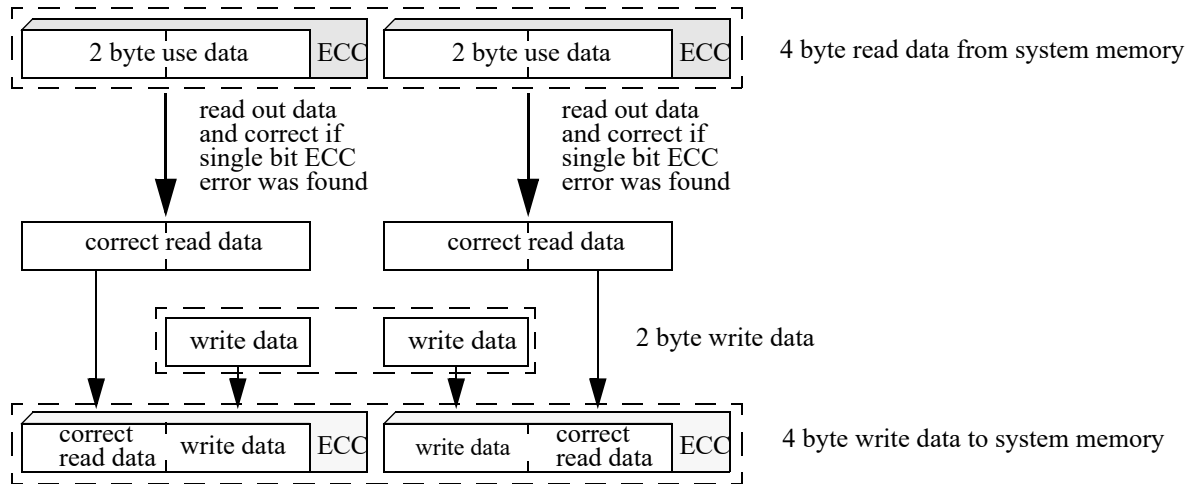 2 byte use data ECC 2 byte use data ECC 4 byte read data from system memory
read out data
and correct if
single bit ECC
error was found
read out data
and correct if
single bit ECC
error was found
correct read data correct read data
write data write data 2 byte write data
correct
read data write data ECC write data correct
read data ECC 4 byte write data to system memory